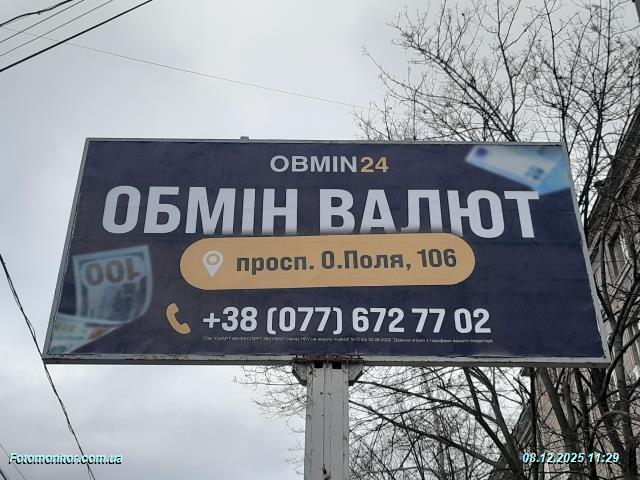 OBMIN24
ОБМІН ВАЛЮТ
просп. О.Поля, 106
+38 (077) 672 77 02
Fotomonitor.com.ua
08.12.2025 11:29
100